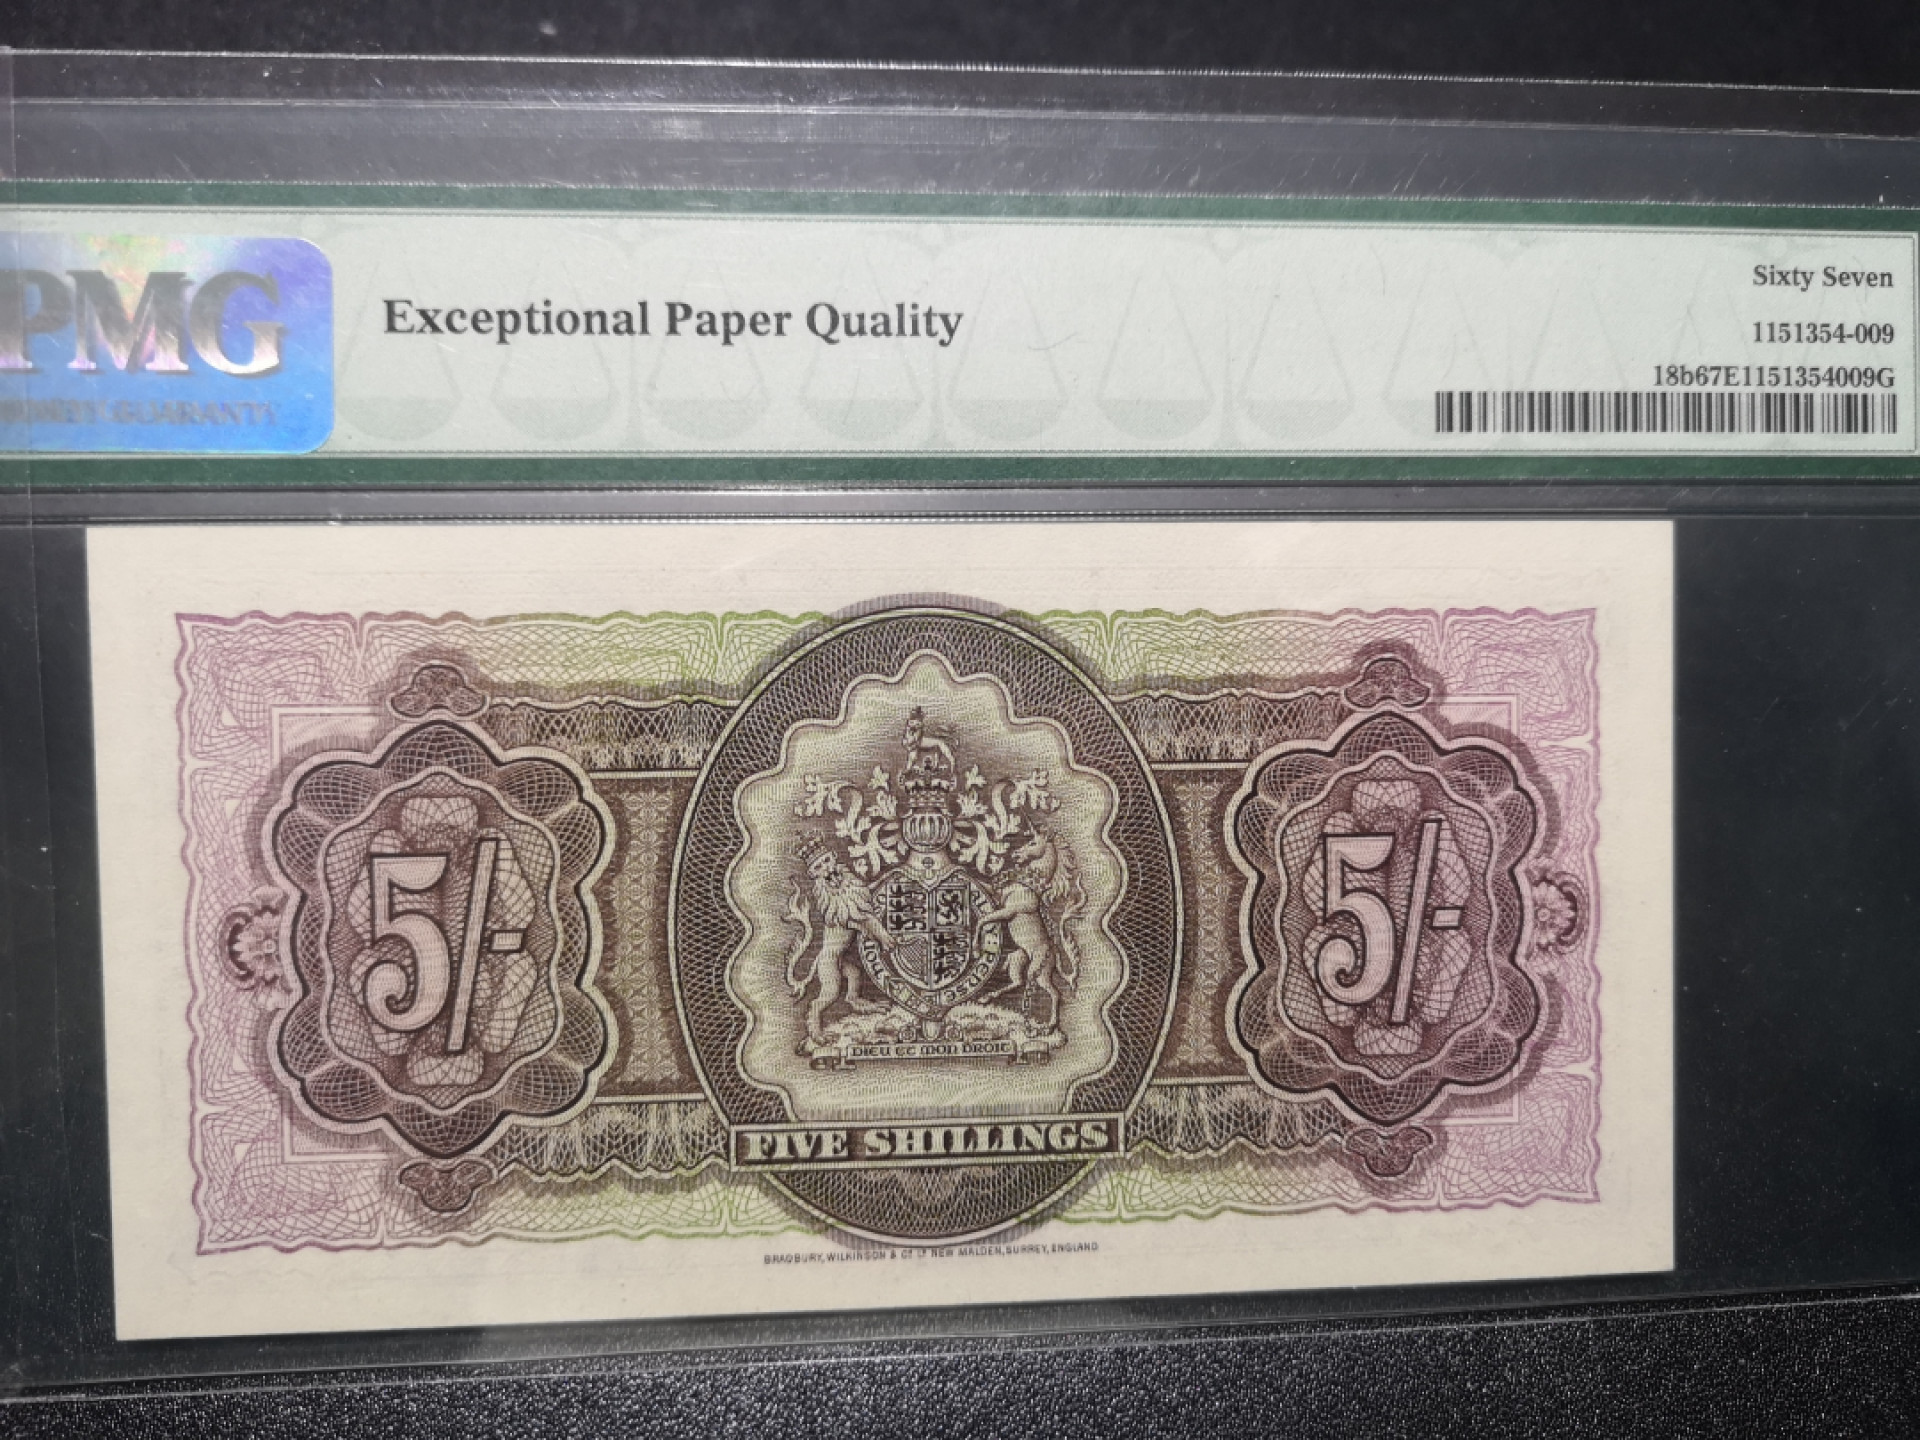 PMG
Exceptional Paper Quality
Sixty Seven
1151354-009
18b67E1151354009G
5/-
5/-
DIEU ET MON DROIT
FIVE SHILLINGS
BRADBURY, WILKINSON & Cº Lᵈ NEW MALDEN, SURREY, ENGLAND